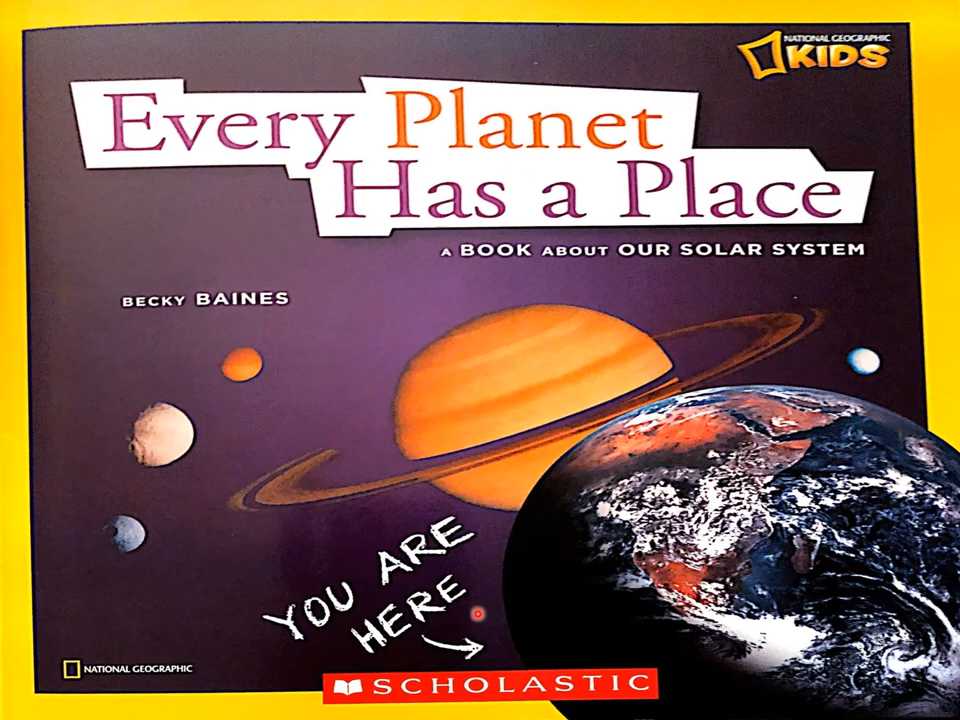 NATIONAL GEOGRAPHIC
KIDS
Every Planet
Has a Place
A BOOK ABOUT OUR SOLAR SYSTEM
BECKY BAINES
YOU ARE
HERE
NATIONAL GEOGRAPHIC
SCHOLASTIC